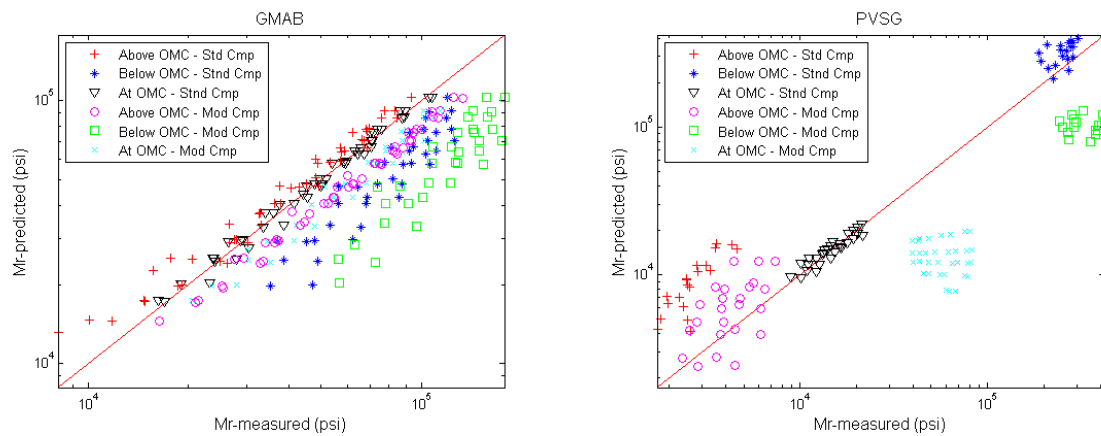 GMAB
Mr-predicted (psi)
10^5
10^4
+ Above OMC - Std Cmp
* Below OMC - Stnd Cmp
▽ At OMC - Stnd Cmp
○ Above OMC - Mod Cmp
□ Below OMC - Mod Cmp
× At OMC - Mod Cmp
10^4 10^5
Mr-measured (psi)
PVSG
Mr-predicted (psi)
10^5
10^4
+ Above OMC - Std Cmp
* Below OMC - Stnd Cmp
▽ At OMC - Stnd Cmp
○ Above OMC - Mod Cmp
□ Below OMC - Mod Cmp
× At OMC - Mod Cmp
10^4 10^5
Mr-measured (psi)